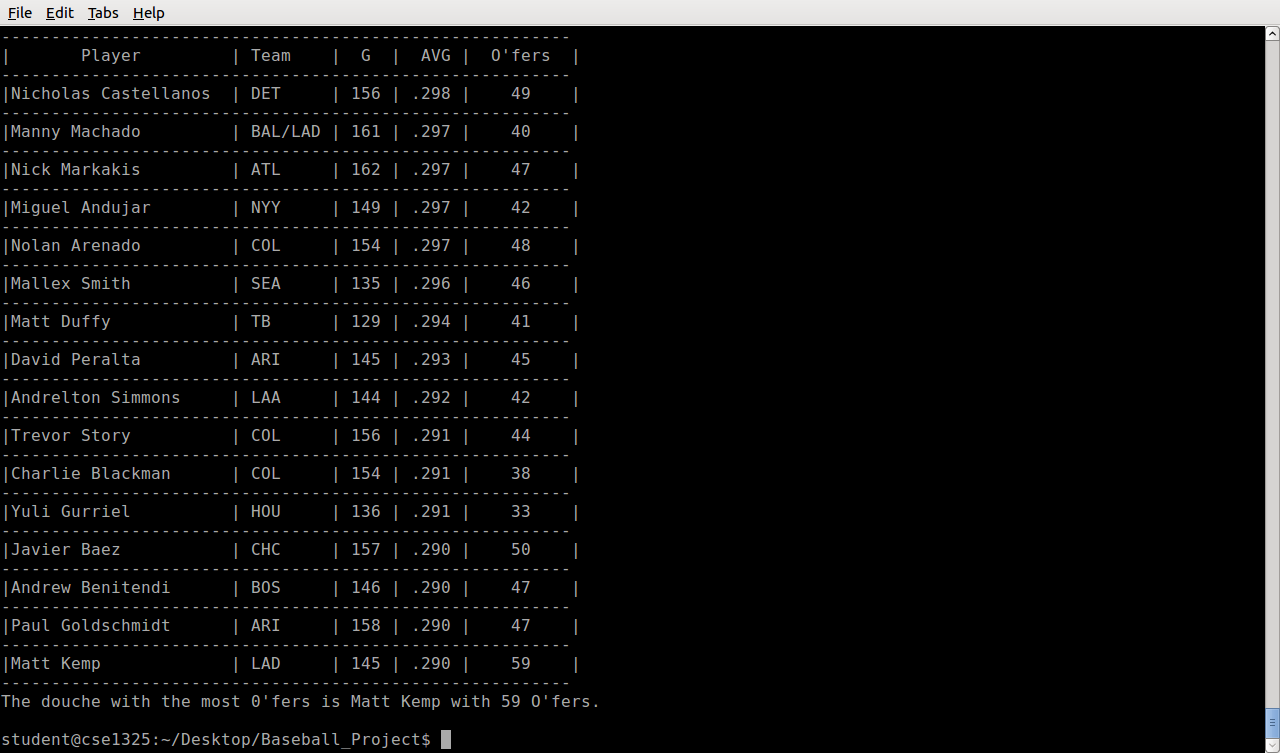 File Edit Tabs Help
---------------------------------------------------------
|       Player         | Team    |  G  |  AVG |  O'fers  |
---------------------------------------------------------
|Nicholas Castellanos  | DET     | 156 | .298 |    49    |
---------------------------------------------------------
|Manny Machado         | BAL/LAD | 161 | .297 |    40    |
---------------------------------------------------------
|Nick Markakis         | ATL     | 162 | .297 |    47    |
---------------------------------------------------------
|Miguel Andujar        | NYY     | 149 | .297 |    42    |
---------------------------------------------------------
|Nolan Arenado         | COL     | 154 | .297 |    48    |
---------------------------------------------------------
|Mallex Smith          | SEA     | 135 | .296 |    46    |
---------------------------------------------------------
|Matt Duffy            | TB      | 129 | .294 |    41    |
---------------------------------------------------------
|David Peralta         | ARI     | 145 | .293 |    45    |
---------------------------------------------------------
|Andrelton Simmons     | LAA     | 144 | .292 |    42    |
---------------------------------------------------------
|Trevor Story          | COL     | 156 | .291 |    44    |
---------------------------------------------------------
|Charlie Blackman      | COL     | 154 | .291 |    38    |
---------------------------------------------------------
|Yuli Gurriel          | HOU     | 136 | .291 |    33    |
---------------------------------------------------------
|Javier Baez           | CHC     | 157 | .290 |    50    |
---------------------------------------------------------
|Andrew Benitendi      | BOS     | 146 | .290 |    47    |
---------------------------------------------------------
|Paul Goldschmidt      | ARI     | 158 | .290 |    47    |
---------------------------------------------------------
|Matt Kemp             | LAD     | 145 | .290 |    59    |
---------------------------------------------------------
The douche with the most 0'fers is Matt Kemp with 59 O'fers.
student@cse1325:~/Desktop/Baseball_Project$